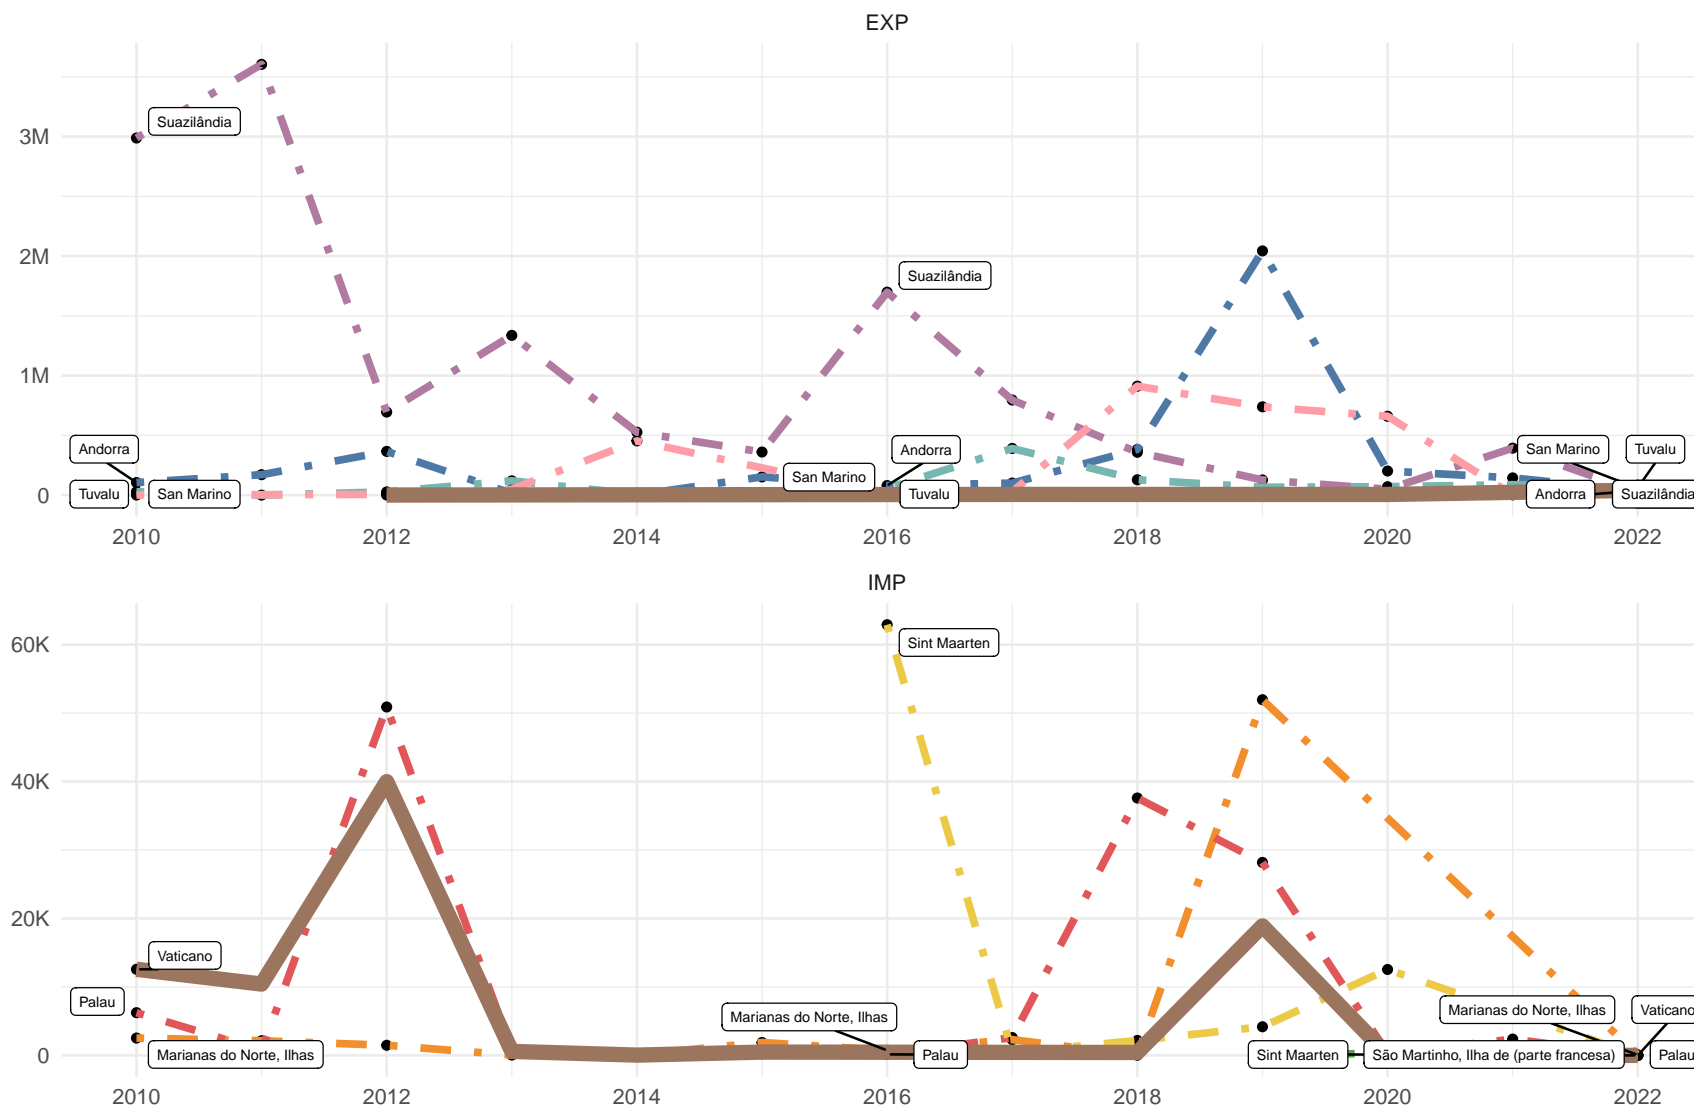 EXP
3M
2M
1M
0
Suazilândia
Suazilândia
Andorra
Tuvalu
San Marino
San Marino
Andorra
Tuvalu
San Marino
Tuvalu
Andorra
Suazilândia
2010 2012 2014 2016 2018 2020 2022
IMP
60K
40K
20K
0
Sint Maarten
Vaticano
Palau
Marianas do Norte, Ilhas
Marianas do Norte, Ilhas
Palau
Marianas do Norte, Ilhas
Vaticano
Sint Maarten
São Martinho, Ilha de (parte francesa)
Palau
2010 2012 2014 2016 2018 2020 2022